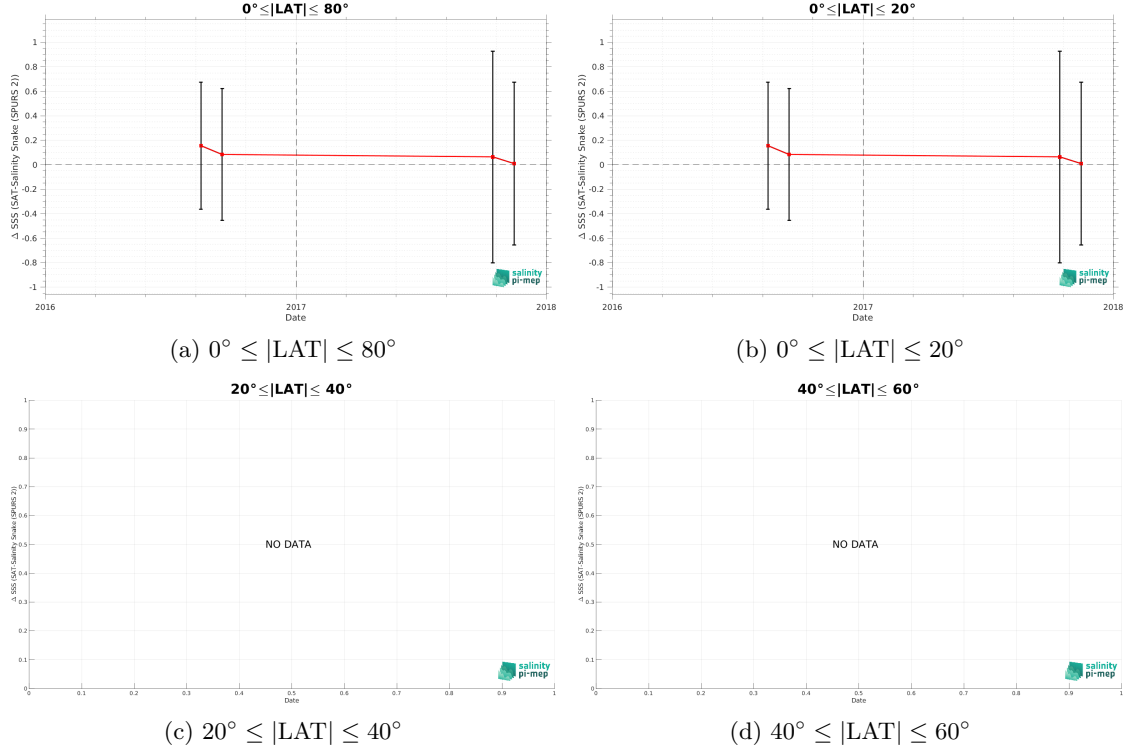 0°≤|LAT|≤ 80°
Δ SSS (SAT-Salinity Snake (SPURS 2))
1
0.8
0.6
0.4
0.2
0
-0.2
-0.4
-0.6
-0.8
-1
salinity
pi-mep
2016 2017 2018
Date
(a) 0° ≤ |LAT| ≤ 80°
0°≤|LAT|≤ 20°
Δ SSS (SAT-Salinity Snake (SPURS 2))
1
0.8
0.6
0.4
0.2
0
-0.2
-0.4
-0.6
-0.8
-1
salinity
pi-mep
2016 2017 2018
Date
(b) 0° ≤ |LAT| ≤ 20°
20°≤|LAT|≤ 40°
Δ SSS (SAT-Salinity Snake (SPURS 2))
1
0.9
0.8
0.7
0.6
0.5
0.4
0.3
0.2
0.1
0
NO DATA
salinity
pi-mep
0 0.1 0.2 0.3 0.4 0.5 0.6 0.7 0.8 0.9 1
Date
(c) 20° ≤ |LAT| ≤ 40°
40°≤|LAT|≤ 60°
Δ SSS (SAT-Salinity Snake (SPURS 2))
1
0.9
0.8
0.7
0.6
0.5
0.4
0.3
0.2
0.1
0
NO DATA
salinity
pi-mep
0 0.1 0.2 0.3 0.4 0.5 0.6 0.7 0.8 0.9 1
Date
(d) 40° ≤ |LAT| ≤ 60°